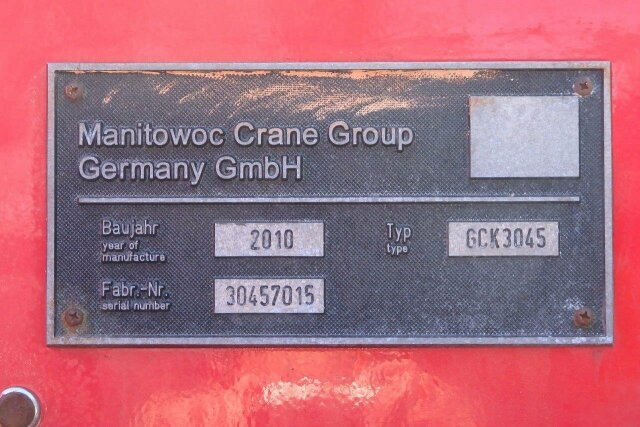 Manitowoc Crane Group
Germany GmbH
Baujahr
year of
manufacture
2010
Typ
type
GCK3045
Fabr.-Nr.
serial number
30457015